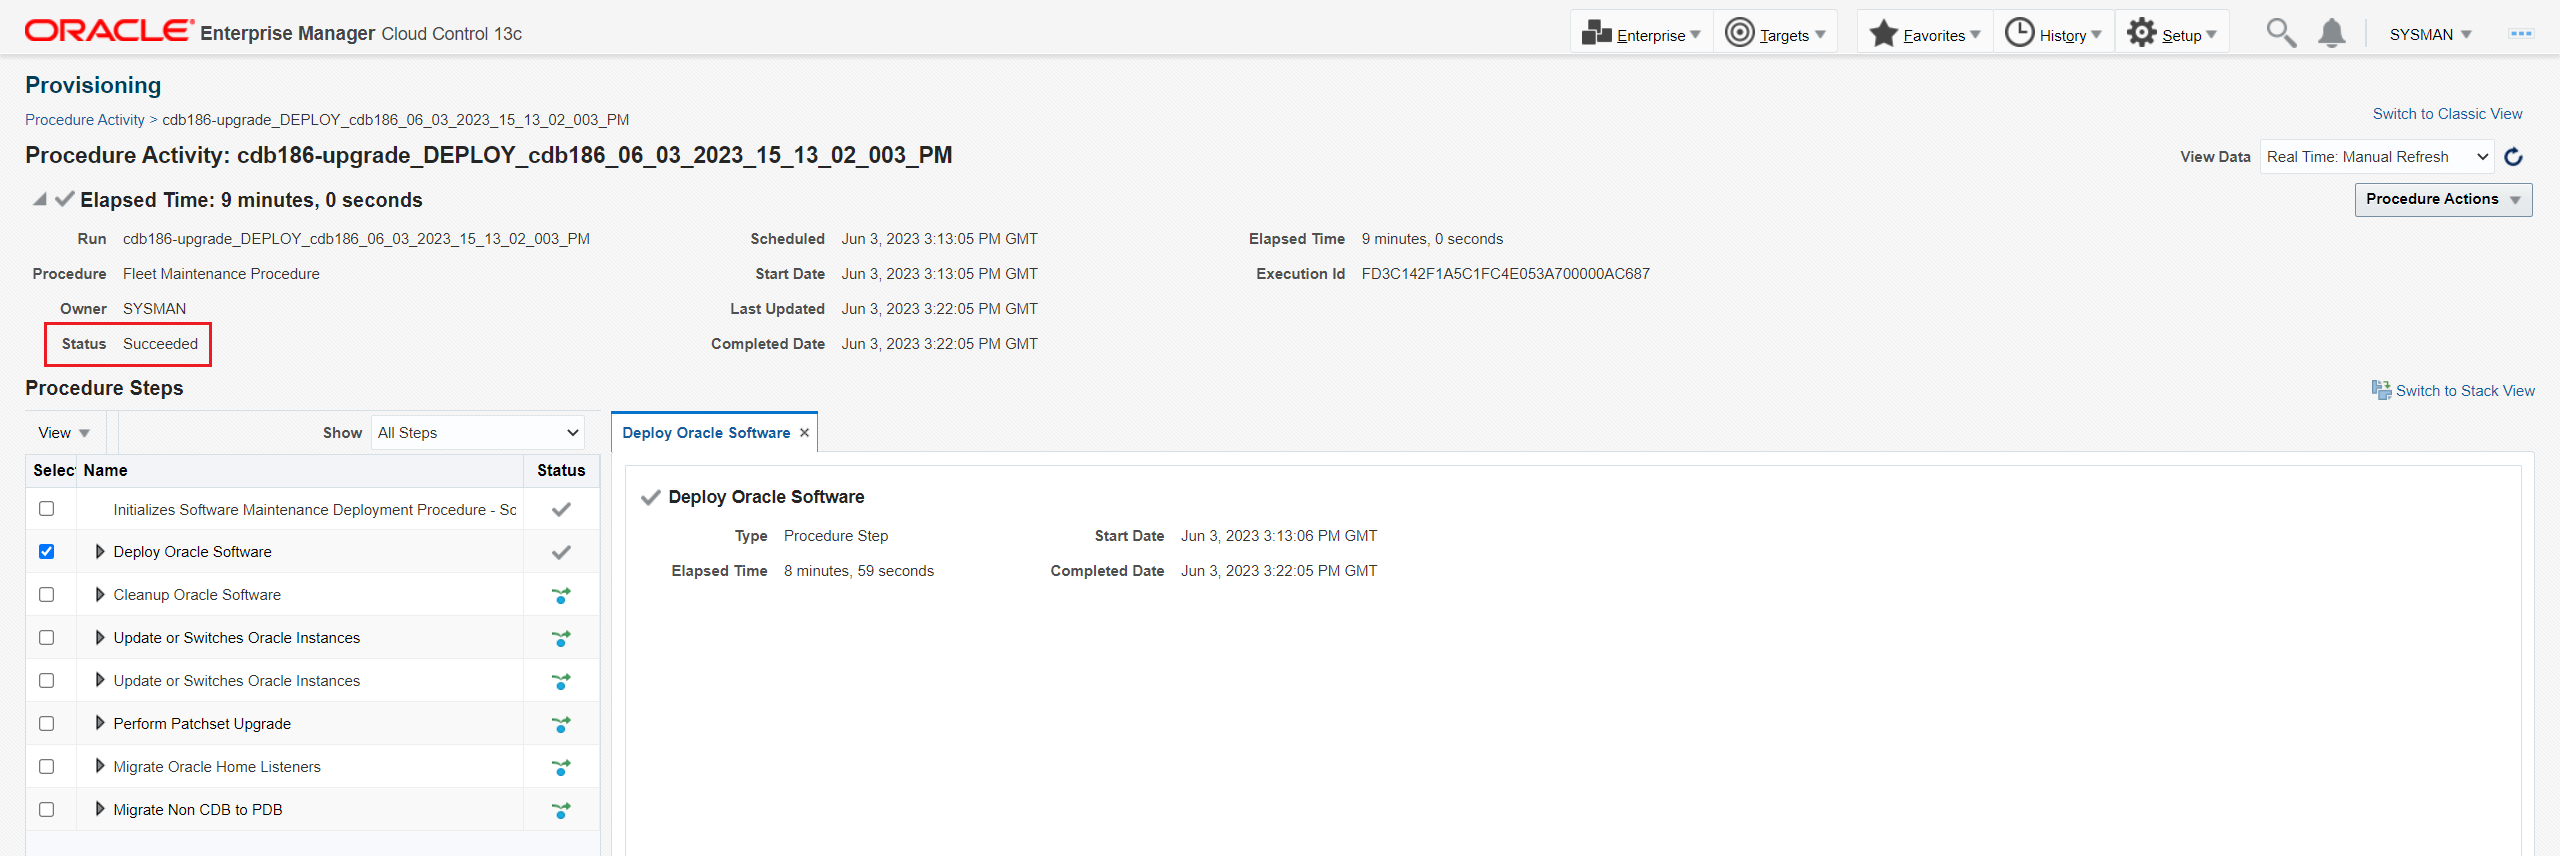 ORACLE Enterprise Manager Cloud Control 13c
Enterprise Targets Favorites History Setup SYSMAN
Provisioning
Procedure Activity > cdb186-upgrade_DEPLOY_cdb186_06_03_2023_15_13_02_003_PM
Switch to Classic View
Procedure Activity: cdb186-upgrade_DEPLOY_cdb186_06_03_2023_15_13_02_003_PM
View Data Real Time: Manual Refresh
Elapsed Time: 9 minutes, 0 seconds
Procedure Actions
Run cdb186-upgrade_DEPLOY_cdb186_06_03_2023_15_13_02_003_PM
Procedure Fleet Maintenance Procedure
Owner SYSMAN
Status Succeeded
Scheduled Jun 3, 2023 3:13:05 PM GMT
Start Date Jun 3, 2023 3:13:05 PM GMT
Last Updated Jun 3, 2023 3:22:05 PM GMT
Completed Date Jun 3, 2023 3:22:05 PM GMT
Elapsed Time 9 minutes, 0 seconds
Execution Id FD3C142F1A5C1FC4E053A700000AC687
Procedure Steps
Switch to Stack View
View Show All Steps
Selec Name Status
Initializes Software Maintenance Deployment Procedure - So
Deploy Oracle Software
Cleanup Oracle Software
Update or Switches Oracle Instances
Update or Switches Oracle Instances
Perform Patchset Upgrade
Migrate Oracle Home Listeners
Migrate Non CDB to PDB
Deploy Oracle Software
Deploy Oracle Software
Type Procedure Step
Elapsed Time 8 minutes, 59 seconds
Start Date Jun 3, 2023 3:13:06 PM GMT
Completed Date Jun 3, 2023 3:22:05 PM GMT